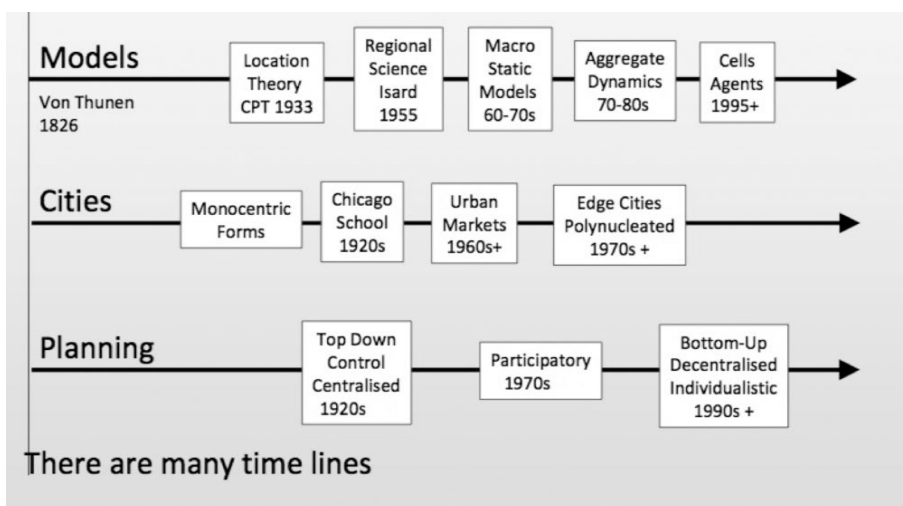 Models
Von Thunen
1826
Location
Theory
CPT 1933
Regional
Science
Isard
1955
Macro
Static
Models
60-70s
Aggregate
Dynamics
70-80s
Cells
Agents
1995+
Cities
Monocentric
Forms
Chicago
School
1920s
Urban
Markets
1960s+
Edge Cities
Polynucleated
1970s +
Planning
Top Down
Control
Centralised
1920s
Participatory
1970s
Bottom-Up
Decentralised
Individualistic
1990s +
There are many time lines